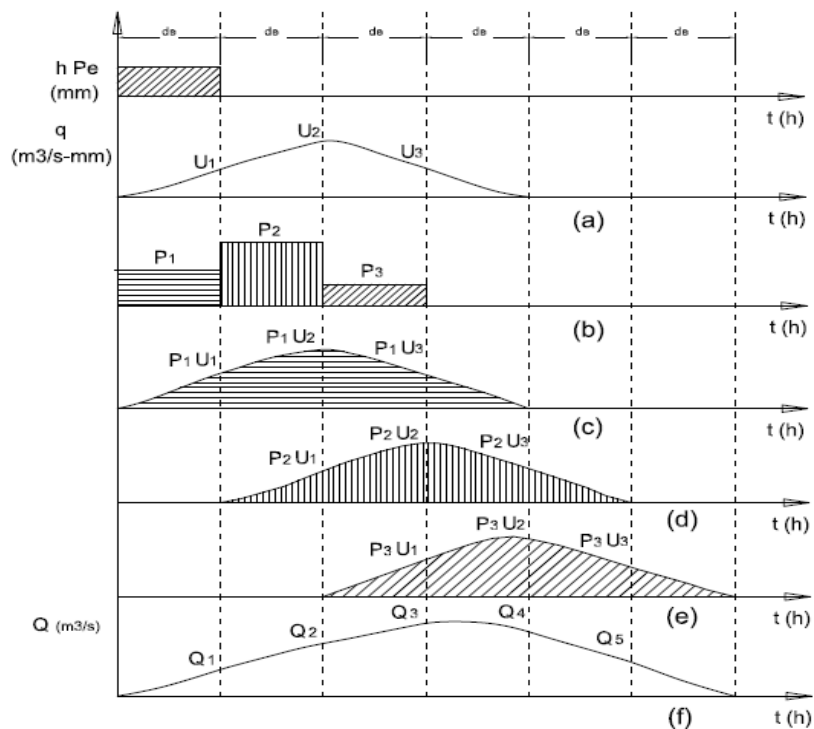 de de de de de de
h Pe
(mm)
t (h)
q
(m3/s-mm)
U1 U2 U3
(a) t (h)
P1 P2 P3
(b) t (h)
P1 U1 P1 U2 P1 U3
(c) t (h)
P2 U1 P2 U2 P2 U3
(d) t (h)
P3 U1 P3 U2 P3 U3
(e) t (h)
Q (m3/s)
Q1 Q2 Q3 Q4 Q5
(f) t (h)